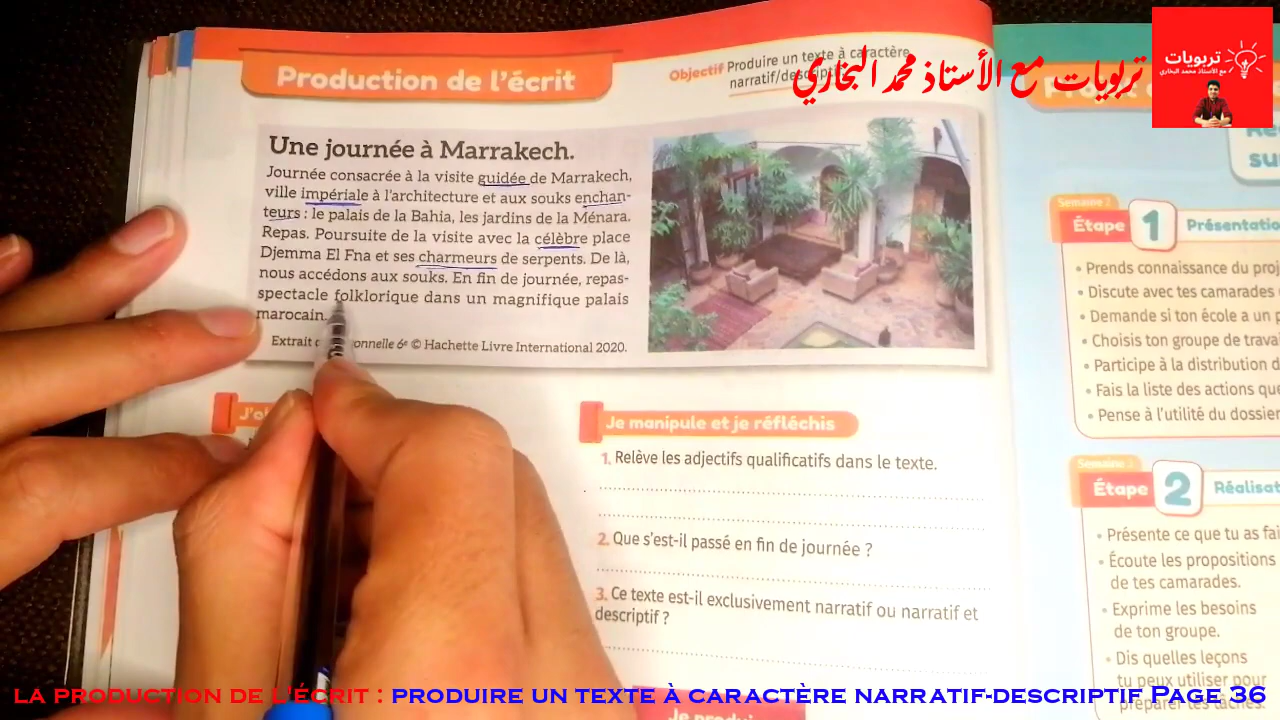 Production de l'écrit
Objectif Produire un texte à caractère
narratif/descriptif
تربويات مع الأستاذ محمد البخاري
تربويات
مع الأستاذ محمد البخاري
Une journée à Marrakech.
Journée consacrée à la visite guidée de Marrakech,
ville impériale à l'architecture et aux souks enchan-
teurs : le palais de la Bahia, les jardins de la Ménara.
Repas. Poursuite de la visite avec la célèbre place
Djemma El Fna et ses charmeurs de serpents. De là,
nous accédons aux souks. En fin de journée, repas-
spectacle folklorique dans un magnifique palais
marocain.
Extrait onnelle 6e © Hachette Livre International 2020.
Je manipule et je réfléchis
1. Relève les adjectifs qualificatifs dans le texte.
2. Que s'est-il passé en fin de journée ?
3. Ce texte est-il exclusivement narratif ou narratif et
descriptif ?
Semaine
Étape 1 Présentatio
• Prends connaissance du proj
• Discute avec tes camarades
• Demande si ton école a un p
• Choisis ton groupe de trava
• Participe à la distribution d
• Fais la liste des actions que
• Pense à l'utilité du dossier
Semaine
Étape 2 Réalisat
• Présente ce que tu as fai
• Écoute les propositions
de tes camarades.
• Exprime les besoins
de ton groupe.
• Dis quelles leçons
tu peux utiliser pour
préparer tes tâches.
LA PRODUCTION DE L'ÉCRIT : PRODUIRE UN TEXTE À CARACTÈRE NARRATIF-DESCRIPTIF PAGE 36